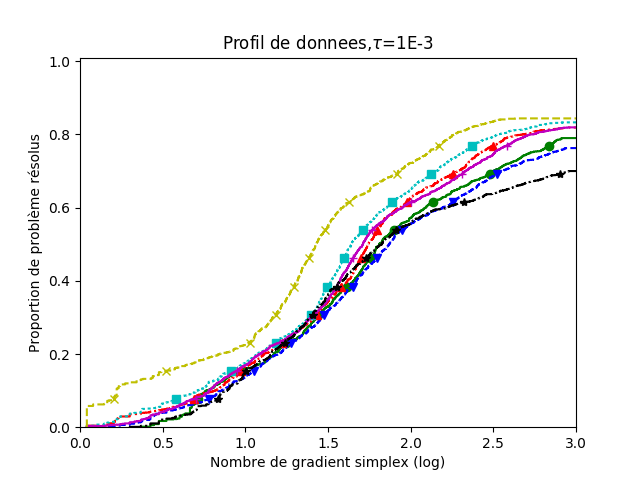 Profil de donnees,τ=1E-3
Proportion de problème résolus
1.0
0.8
0.6
0.4
0.2
0.0
0.0 0.5 1.0 1.5 2.0 2.5 3.0
Nombre de gradient simplex (log)